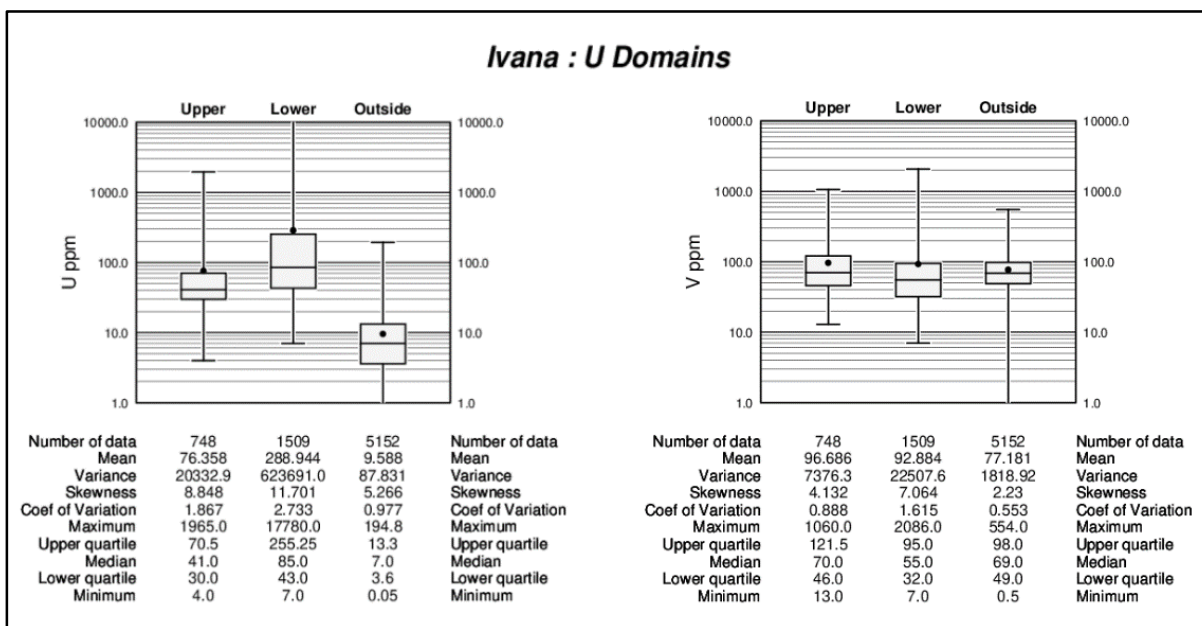 Ivana : U Domains
Upper Lower Outside
10000.0 10000.0
1000.0 1000.0
100.0 100.0
10.0 10.0
1.0 1.0
U ppm
Number of data 748 1509 5152 Number of data
Mean 76.358 288.944 9.588 Mean
Variance 20332.9 623691.0 87.831 Variance
Skewness 8.848 11.701 5.266 Skewness
Coef of Variation 1.867 2.733 0.977 Coef of Variation
Maximum 1965.0 17780.0 194.8 Maximum
Upper quartile 70.5 255.25 13.3 Upper quartile
Median 41.0 85.0 7.0 Median
Lower quartile 30.0 43.0 3.6 Lower quartile
Minimum 4.0 7.0 0.05 Minimum
Upper Lower Outside
10000.0 10000.0
1000.0 1000.0
100.0 100.0
10.0 10.0
1.0 1.0
V ppm
Number of data 748 1509 5152 Number of data
Mean 96.686 92.884 77.181 Mean
Variance 7376.3 22507.6 1818.92 Variance
Skewness 4.132 7.064 2.23 Skewness
Coef of Variation 0.888 1.615 0.553 Coef of Variation
Maximum 1060.0 2086.0 554.0 Maximum
Upper quartile 121.5 95.0 98.0 Upper quartile
Median 70.0 55.0 69.0 Median
Lower quartile 46.0 32.0 49.0 Lower quartile
Minimum 13.0 7.0 0.5 Minimum